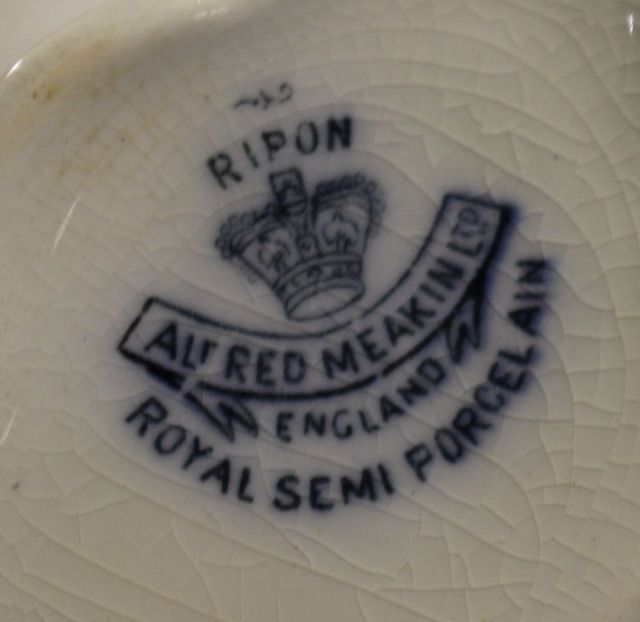 RIPON
ALFRED MEAKIN LTD
ENGLAND
ROYAL SEMI PORCELAIN